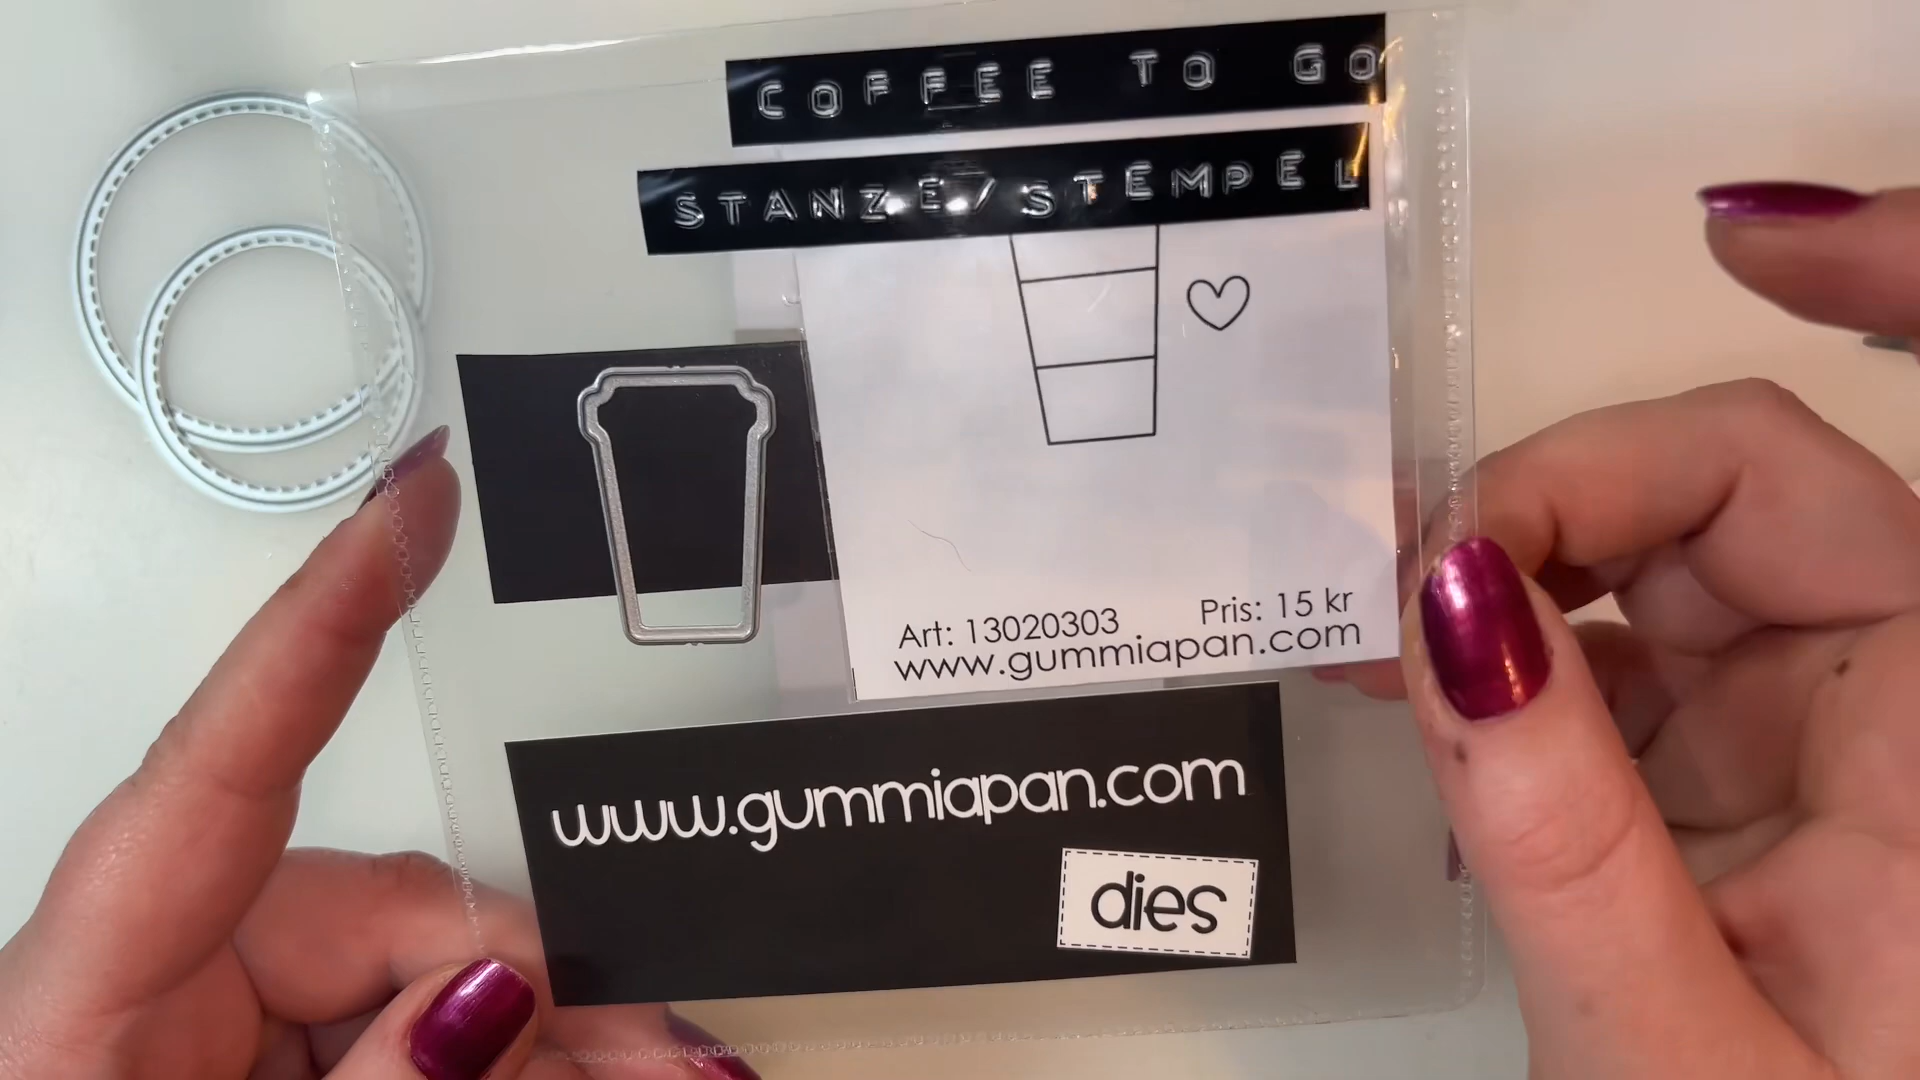 COFFEE TO GO
STANZE/STEMPEL
Art: 13020303 Pris: 15 kr
www.gummiapan.com
www.gummiapan.com
dies